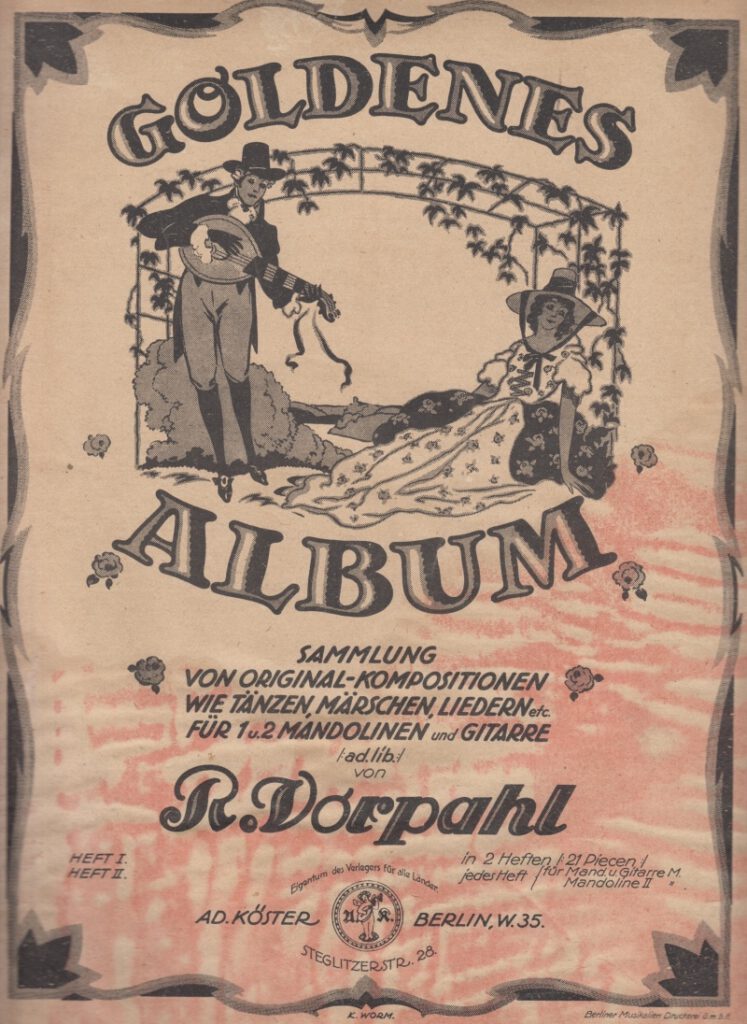 GOLDENES
ALBUM
SAMMLUNG
VON ORIGINAL-KOMPOSITIONEN
WIE TÄNZEN, MÄRSCHEN, LIEDERN etc.
FÜR 1 u. 2 MANDOLINEN und GITARRE
/:ad. lib.:/
von
R. Vorpahl
HEFT I.
HEFT II.
in 2 Heften /: 21 Piecen :/
jedes Heft / für Mand. u. Gitarre M.
Mandoline II "
Eigentum des Verlegers für alle Länder.
AD. KÖSTER A. K. BERLIN, W. 35.
STEGLITZERSTR. 28.
K. WORM.
Berliner Musikalien Druckerei G.m.b.H.